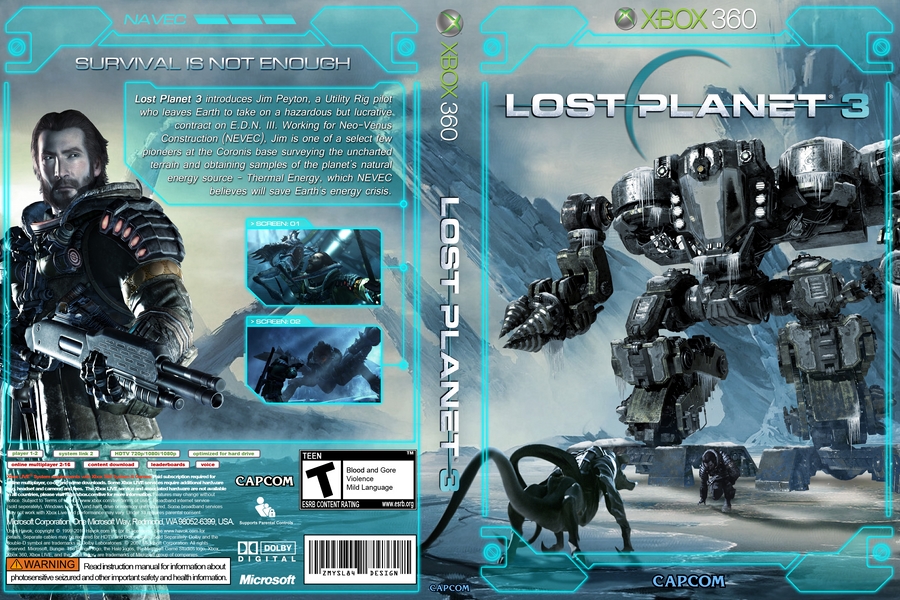 NAVEC
SURVIVAL IS NOT ENOUGH
Lost Planet 3 introduces Jim Peyton, a Utility Rig pilot
who leaves Earth to take on a hazardous but lucrative
contract on E.D.N. III. Working for Neo-Venus
Construction (NEVEC), Jim is one of a select few
pioneers at the Coronis base surveying the uncharted
terrain and obtaining samples of the planet's natural
energy source - Thermal Energy, which NEVEC
believes will save Earth's energy crisis.
> SCREEN: 01
> SCREEN: 02
player 1-2
system link 2
HDTV 720p/1080i/1080p
optimized for hard drive
online multiplayer 2-16
content download
leaderboards
voice
Microsoft Corporation, One Microsoft Way, Redmond, WA 98052-6399, USA.
WARNING Read instruction manual for information about
photosensitive seizured and other important safety and health information.
CAPCOM
Supports Parental Controls
DOLBY
DIGITAL
Microsoft
TEEN
T
Blood and Gore
Violence
Mild Language
ESRB CONTENT RATING www.esrb.org
ZMYSLB4 DESIGN
XBOX 360
LOST PLANET 3
CAPCOM
XBOX 360
LOST PLANET 3
CAPCOM